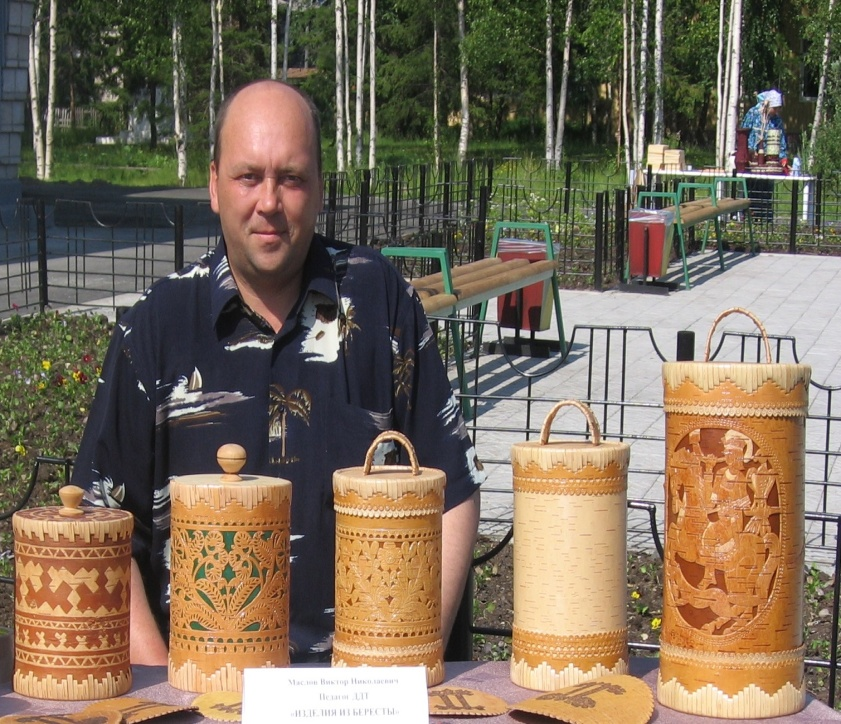 Маслов Виктор Николаевич
Педагог ДДТ
«ИЗДЕЛИЯ ИЗ БЕРЕСТЫ»